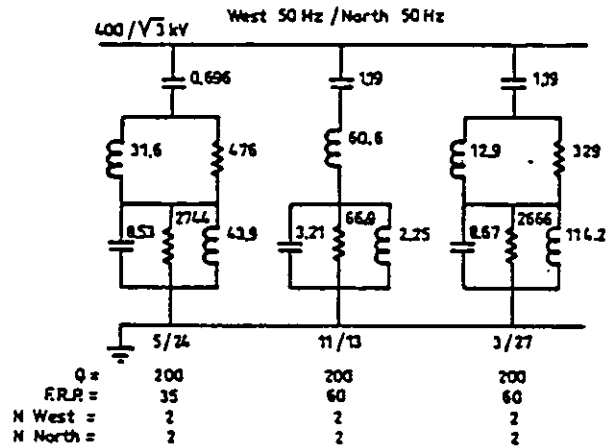 West 50 Hz / North 50 Hz
400/√3 kV
0.696 1,19 1,19
31.6 476 60.6 12.9 329
8.53 2744 43.9 3.21 66.0 2.25 8.67 2666 114.2
5/24 11/13 3/27
Q = 200 200 200
F.R.P. = 35 60 60
N West = 2 2 2
N North = 2 2 2